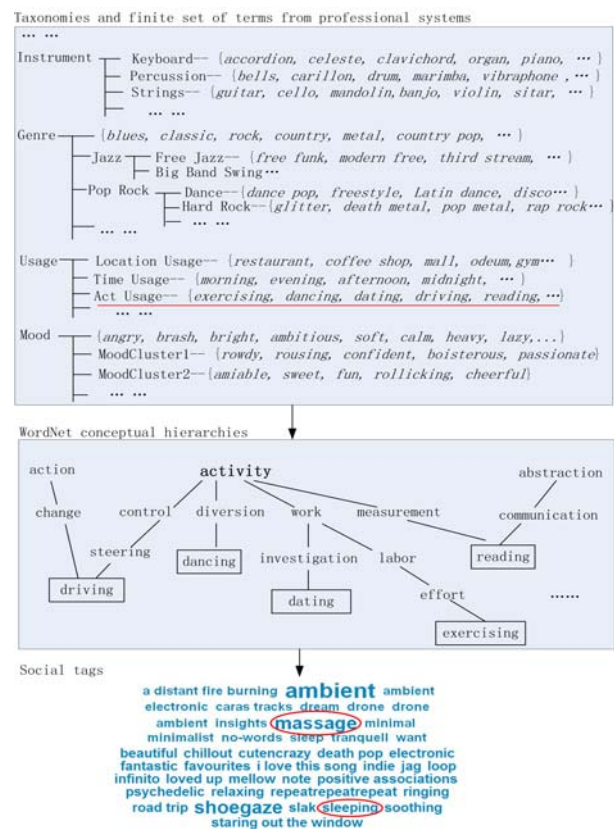 Taxonomies and finite set of terms from professional systems
… …
Instrument Keyboard-- {accordion, celeste, clavichord, organ, piano, … }
Percussion-- {bells, carillon, drum, marimba, vibraphone , … }
Strings-- {guitar, cello, mandolin,banjo, violin, sitar, … }
… …
Genre {blues, classic, rock, country, metal, country pop, … }
Jazz Free Jazz-- {free funk, modern free, third stream, … }
Big Band Swing…
Pop Rock Dance--{dance pop, freestyle, Latin dance, disco… }
Hard Rock--{glitter, death metal, pop metal, rap rock… }
… … … …
Usage Location Usage-- {restaurant, coffee shop, mall, odeum,gym… }
Time Usage-- {morning, evening, afternoon, midnight, … }
Act Usage-- {exercising, dancing, dating, driving, reading, …}
… …
Mood {angry, brash, bright, ambitious, soft, calm, heavy, lazy,...}
MoodCluster1--{rowdy, rousing, confident, boisterous, passionate}
MoodCluster2--{amiable, sweet, fun, rollicking, cheerful}
… …
WordNet conceptual hierarchies
action activity abstraction
change control diversion work measurement communication
steering dancing investigation labor reading
driving dating effort ……
exercising
Social tags
a distant fire burning ambient ambient
electronic caras tracks dream drone drone
ambient insights massage minimal
minimalist no-words sleep tranquell want
beautiful chillout cutencrazy death pop electronic
fantastic favourites i love this song indie jag loop
infinito loved up mellow note positive associations
psychedelic relaxing repeatrepeatrepeat ringing
road trip shoegaze slak sleeping soothing
staring out the window